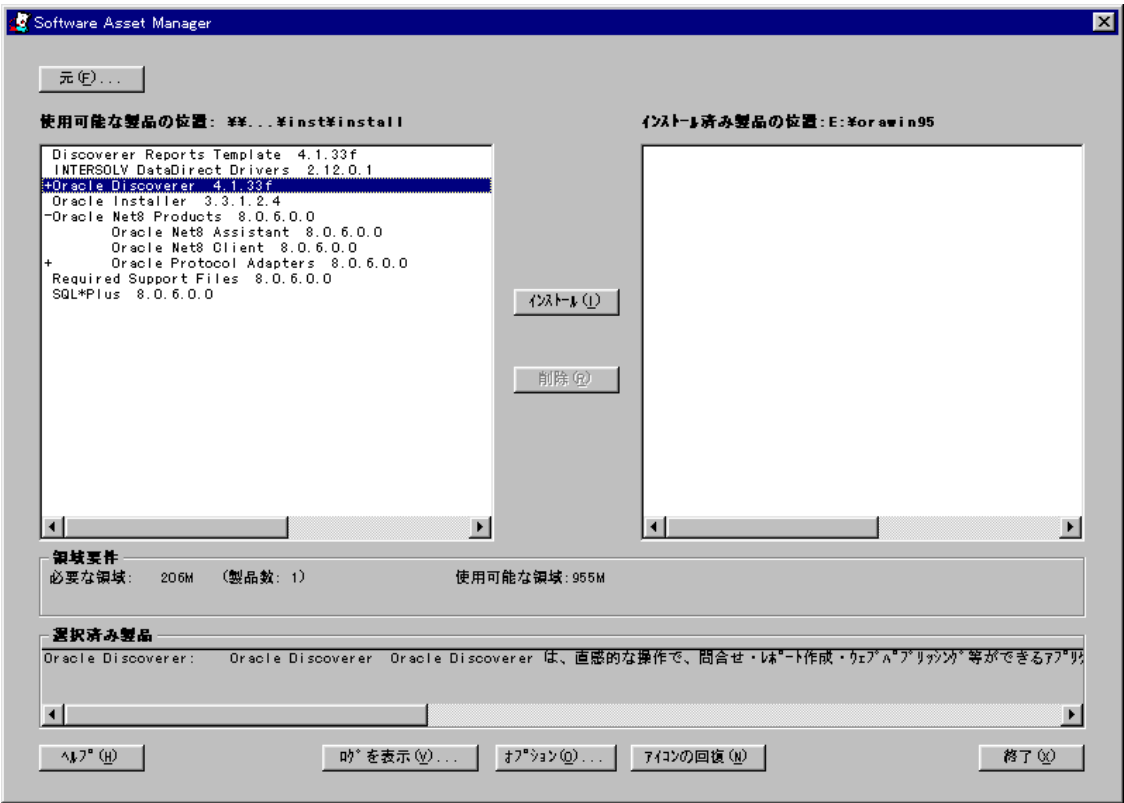 Software Asset Manager
元(F)...
使用可能な製品の位置: ¥¥...¥inst¥install
ｲﾝｽﾄｰﾙ済み製品の位置:E:¥orawin95
Discoverer Reports Template 4.1.33f
INTERSOLV DataDirect Drivers 2.12.0.1
+Oracle Discoverer 4.1.33f
Oracle Installer 3.3.1.2.4
-Oracle Net8 Products 8.0.6.0.0
Oracle Net8 Assistant 8.0.6.0.0
Oracle Net8 Client 8.0.6.0.0
+ Oracle Protocol Adapters 8.0.6.0.0
Required Support Files 8.0.6.0.0
SQL*Plus 8.0.6.0.0
ｲﾝｽﾄｰﾙ(I)
削除(R)
領域要件
必要な領域: 206M (製品数: 1) 使用可能な領域:955M
選択済み製品
Oracle Discoverer: Oracle Discoverer Oracle Discoverer は、直感的な操作で、問合せ・ﾚﾎﾟｰﾄ作成・ｳｪﾌﾞﾊﾟﾌﾞﾘｯｼﾝｸﾞ等ができるｱﾌﾟﾘｹ
ﾍﾙﾌﾟ(H)
ﾛｸﾞを表示(V)...
ｵﾌﾟｼｮﾝ(O)...
ｱｲｺﾝの回復(N)
終了(X)